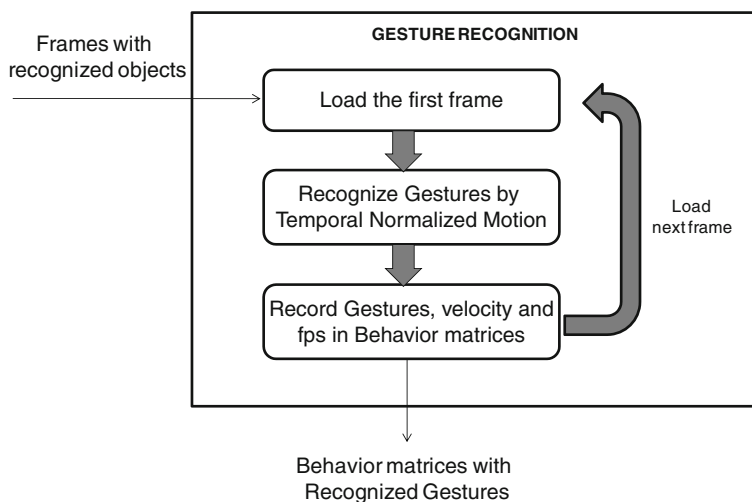 Frames with
recognized objects
GESTURE RECOGNITION
Load the first frame
Recognize Gestures by
Temporal Normalized Motion
Load
next frame
Record Gestures, velocity and
fps in Behavior matrices
Behavior matrices with
Recognized Gestures